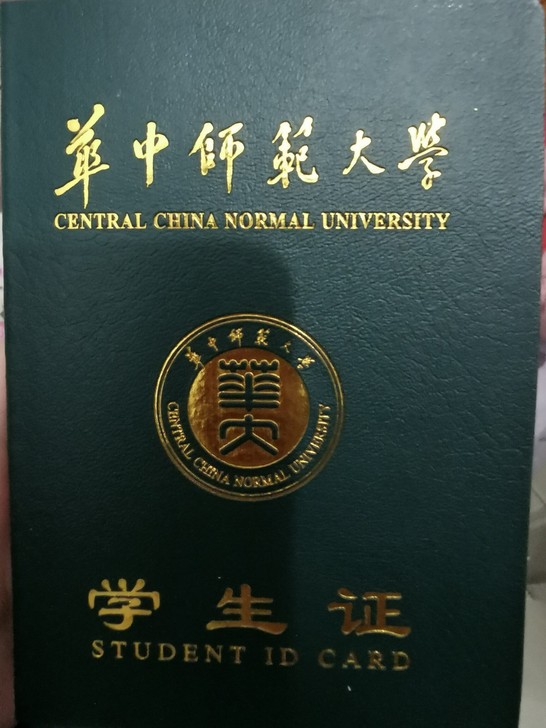 華中師範大學
CENTRAL CHINA NORMAL UNIVERSITY
華中師範大學
華大
CENTRAL CHINA NORMAL UNIVERSITY
学生证
STUDENT ID CARD